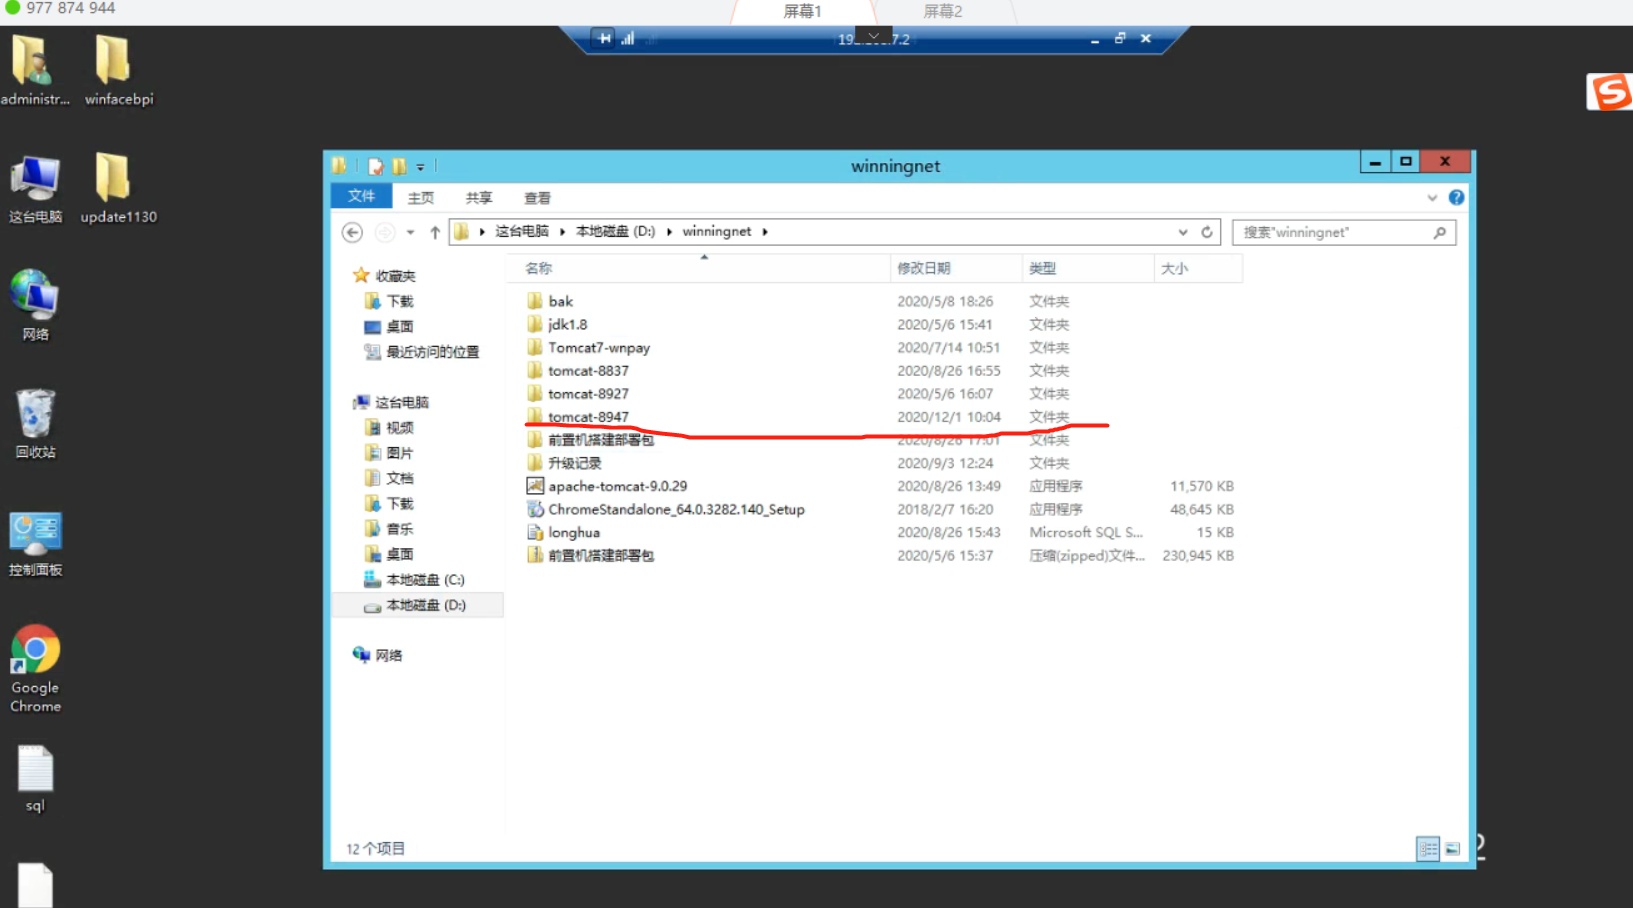 977 874 944
屏幕1
屏幕2
7.2
administr...
winfacebpi
这台电脑
update1130
网络
回收站
控制面板
Google
Chrome
sql
winningnet
文件
主页
共享
查看
这台电脑
本地磁盘 (D:)
winningnet
搜索"winningnet"
收藏夹
下载
桌面
最近访问的位置
这台电脑
视频
图片
文档
下载
音乐
桌面
本地磁盘 (C:)
本地磁盘 (D:)
网络
名称 修改日期 类型 大小
bak 2020/5/8 18:26 文件夹
jdk1.8 2020/5/6 15:41 文件夹
Tomcat7-wnpay 2020/7/14 10:51 文件夹
tomcat-8837 2020/8/26 16:55 文件夹
tomcat-8927 2020/5/6 16:07 文件夹
tomcat-8947 2020/12/1 10:04 文件夹
前置机搭建部署包 2020/8/26 17:01 文件夹
升级记录 2020/9/3 12:24 文件夹
apache-tomcat-9.0.29 2020/8/26 13:49 应用程序 11,570 KB
ChromeStandalone_64.0.3282.140_Setup 2018/2/7 16:20 应用程序 48,645 KB
longhua 2020/8/26 15:43 Microsoft SQL S... 15 KB
前置机搭建部署包 2020/5/6 15:37 压缩(zipped)文件... 230,945 KB
12 个项目
2